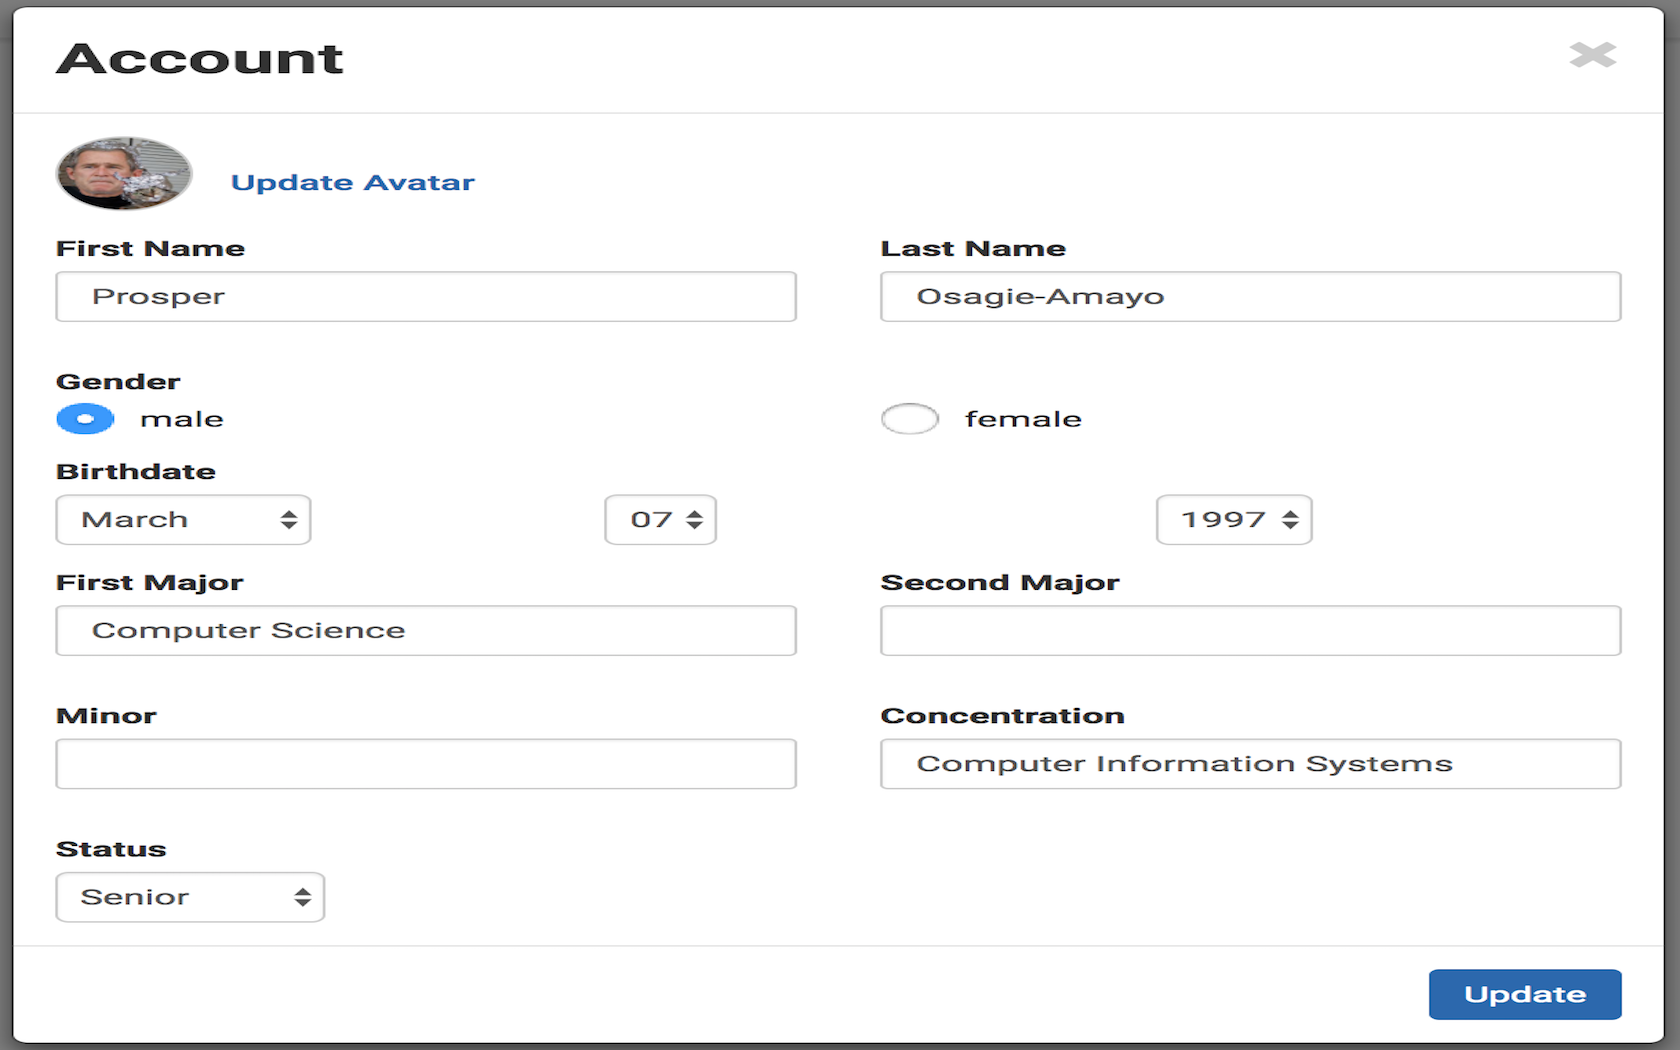 Account
Update Avatar
First Name
Last Name
Prosper
Osagie-Amayo
Gender
male
female
Birthdate
March
07
1997
First Major
Second Major
Computer Science
Minor
Concentration
Computer Information Systems
Status
Senior
Update